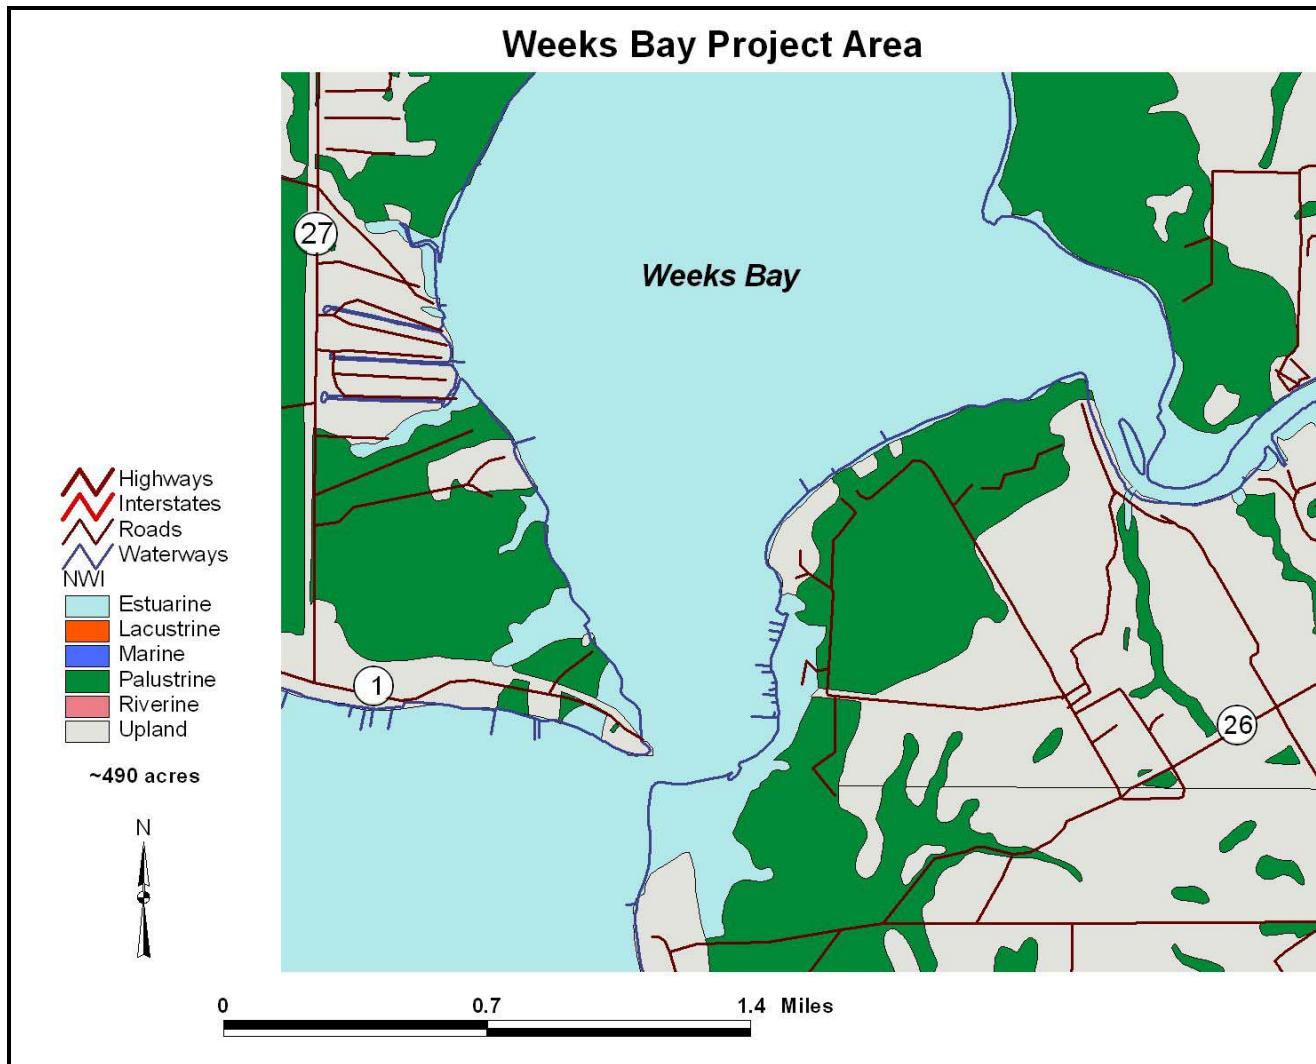 Weeks Bay Project Area
27
Weeks Bay
Highways
Interstates
Roads
Waterways
NWI
Estuarine
Lacustrine
Marine
Palustrine
Riverine
Upland
1
26
~490 acres
N
0 0.7 1.4 Miles